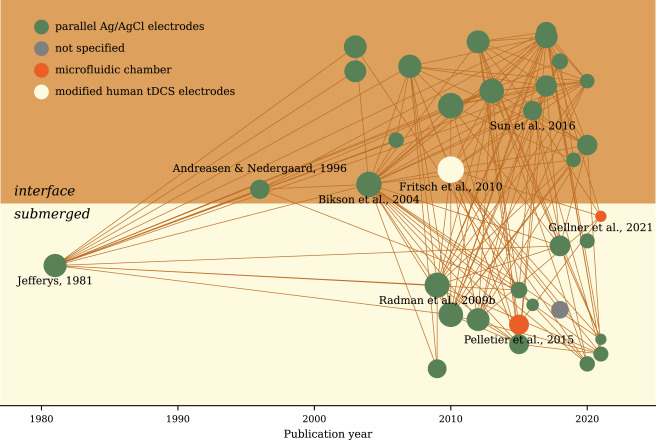 parallel Ag/AgCl electrodes
not specified
microfluidic chamber
modified human tDCS electrodes
Sun et al., 2016
Andreasen & Nedergaard, 1996
Fritsch et al., 2010
interface
Bikson et al., 2004
submerged
Gellner et al., 2021
Jefferys, 1981
Radman et al., 2009b
Pelletier et al., 2015
1980 1990 2000 2010 2020
Publication year